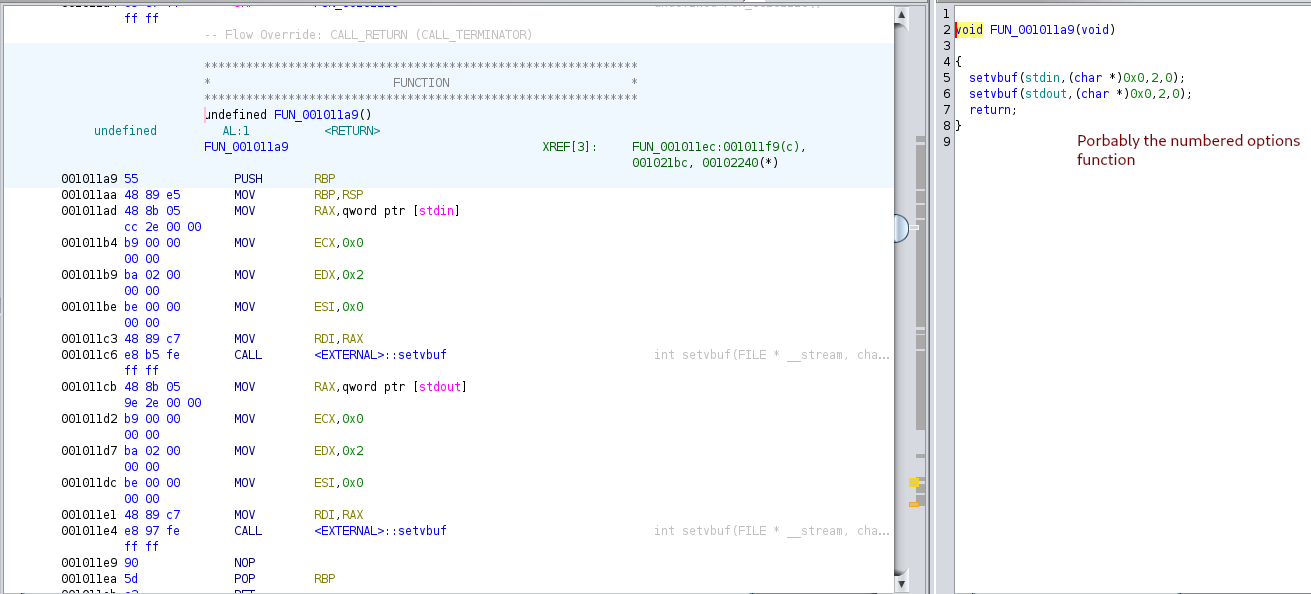 ff ff
-- Flow Override: CALL_RETURN (CALL_TERMINATOR)
**************************************************************
* FUNCTION *
**************************************************************
undefined FUN_001011a9()
undefined AL:1 <RETURN>
FUN_001011a9 XREF[3]: FUN_001011ec:001011f9(c),
001021bc, 00102240(*)
001011a9 55 PUSH RBP
001011aa 48 89 e5 MOV RBP,RSP
001011ad 48 8b 05 MOV RAX,qword ptr [stdin]
cc 2e 00 00
001011b4 b9 00 00 MOV ECX,0x0
00 00
001011b9 ba 02 00 MOV EDX,0x2
00 00
001011be be 00 00 MOV ESI,0x0
00 00
001011c3 48 89 c7 MOV RDI,RAX
001011c6 e8 b5 fe CALL <EXTERNAL>::setvbuf int setvbuf(FILE * __stream, cha...
ff ff
001011cb 48 8b 05 MOV RAX,qword ptr [stdout]
9e 2e 00 00
001011d2 b9 00 00 MOV ECX,0x0
00 00
001011d7 ba 02 00 MOV EDX,0x2
00 00
001011dc be 00 00 MOV ESI,0x0
00 00
001011e1 48 89 c7 MOV RDI,RAX
001011e4 e8 97 fe CALL <EXTERNAL>::setvbuf int setvbuf(FILE * __stream, cha...
ff ff
001011e9 90 NOP
001011ea 5d POP RBP
1
2 void FUN_001011a9(void)
3
4 {
5 setvbuf(stdin,(char *)0x0,2,0);
6 setvbuf(stdout,(char *)0x0,2,0);
7 return;
8 }
9
Porbably the numbered options
function